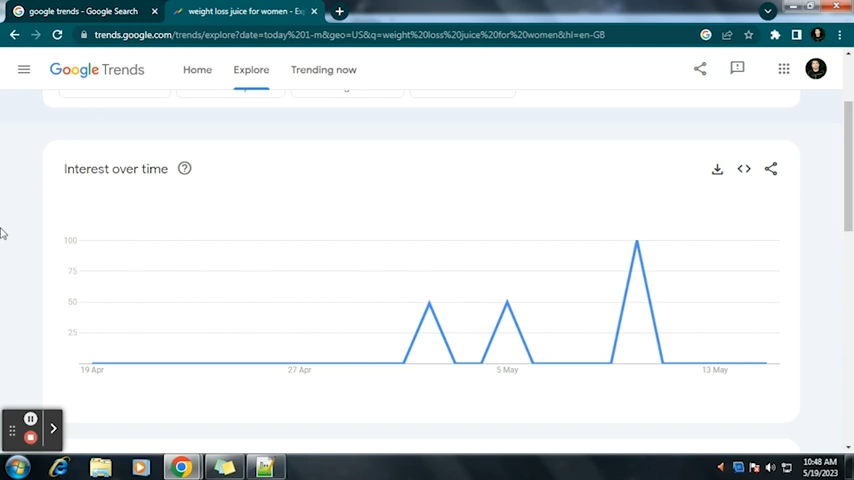 google trends - Google Search
weight loss juice for women - Ex
trends.google.com/trends/explore?date=today%201-m&geo=US&q=weight%20loss%20juice%20for%20women&hl=en-GB
Google Trends Home Explore Trending now
Interest over time
100
75
50
25
19 Apr 27 Apr 5 May 13 May
10:48 AM
5/19/2023